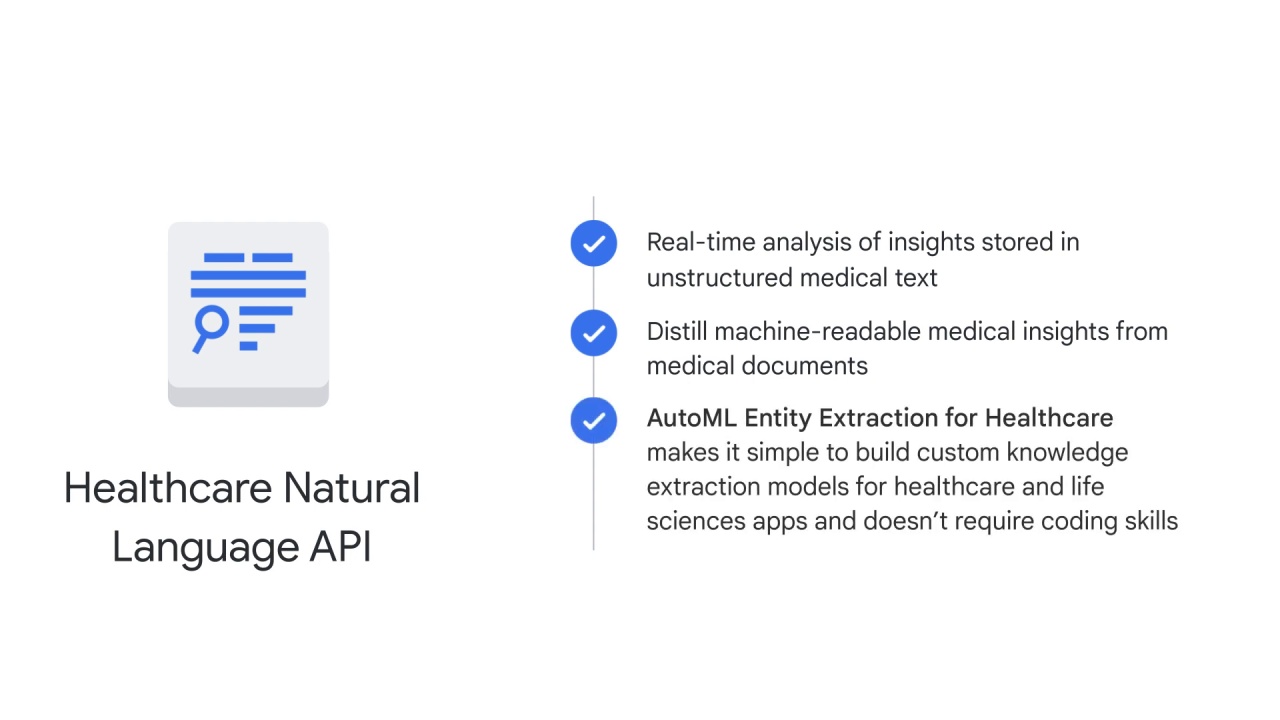 Healthcare Natural
Language API
Real-time analysis of insights stored in
unstructured medical text
Distill machine-readable medical insights from
medical documents
AutoML Entity Extraction for Healthcare
makes it simple to build custom knowledge
extraction models for healthcare and life
sciences apps and doesn’t require coding skills